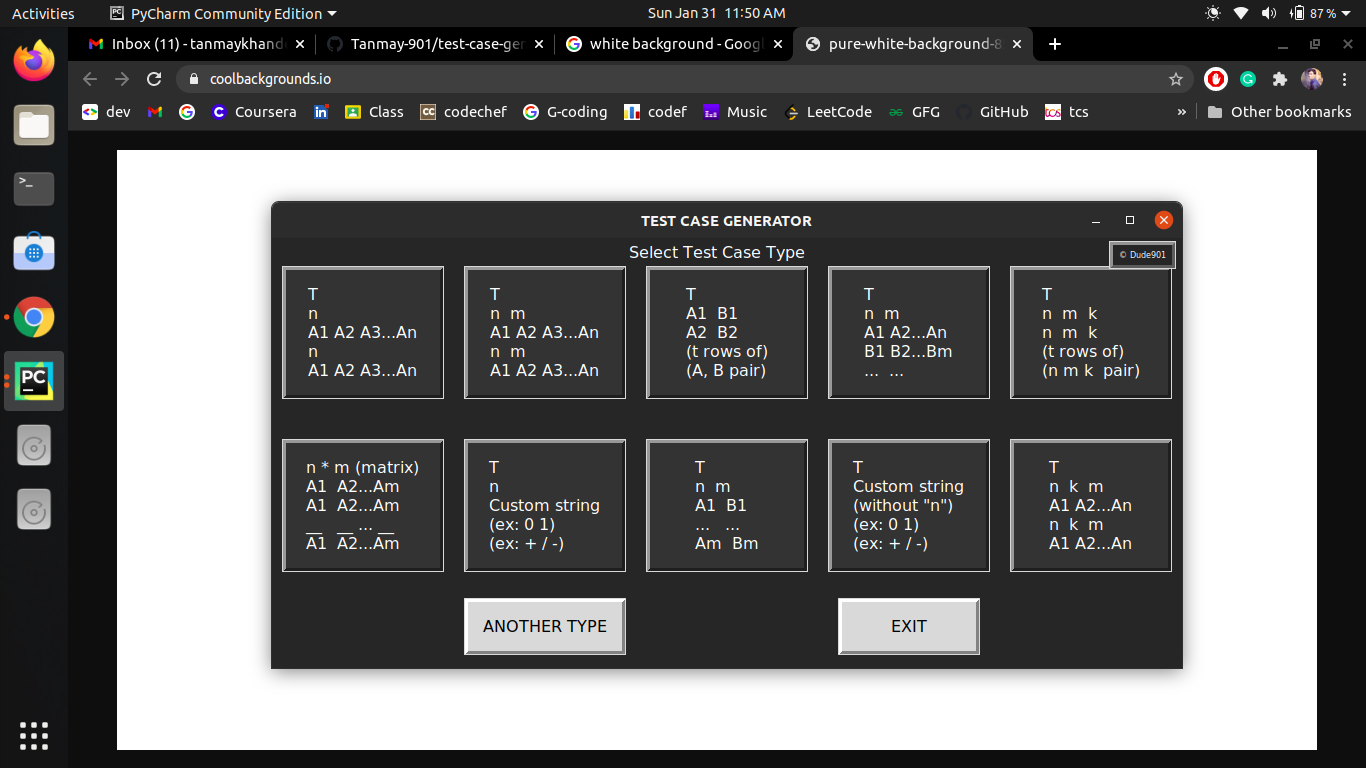 Activities PyCharm Community Edition Sun Jan 31 11:50 AM 87 %
Inbox (11) - tanmaykhand Tanmay-901/test-case-ger white background - Googl pure-white-background-8
coolbackgrounds.io
dev Coursera Class codechef G-coding codef Music LeetCode GFG GitHub tcs » Other bookmarks
TEST CASE GENERATOR
Select Test Case Type
© Dude901
T
n
A1 A2 A3...An
n
A1 A2 A3...An
T
n m
A1 A2 A3...An
n m
A1 A2 A3...An
T
A1 B1
A2 B2
(t rows of)
(A, B pair)
T
n m
A1 A2...An
B1 B2...Bm
... ...
T
n m k
n m k
(t rows of)
(n m k pair)
n * m (matrix)
A1 A2...Am
A1 A2...Am
__ __ ... __
A1 A2...Am
T
n
Custom string
(ex: 0 1)
(ex: + / -)
T
n m
A1 B1
... ...
Am Bm
T
Custom string
(without "n")
(ex: 0 1)
(ex: + / -)
T
n k m
A1 A2...An
n k m
A1 A2...An
ANOTHER TYPE
EXIT
PC